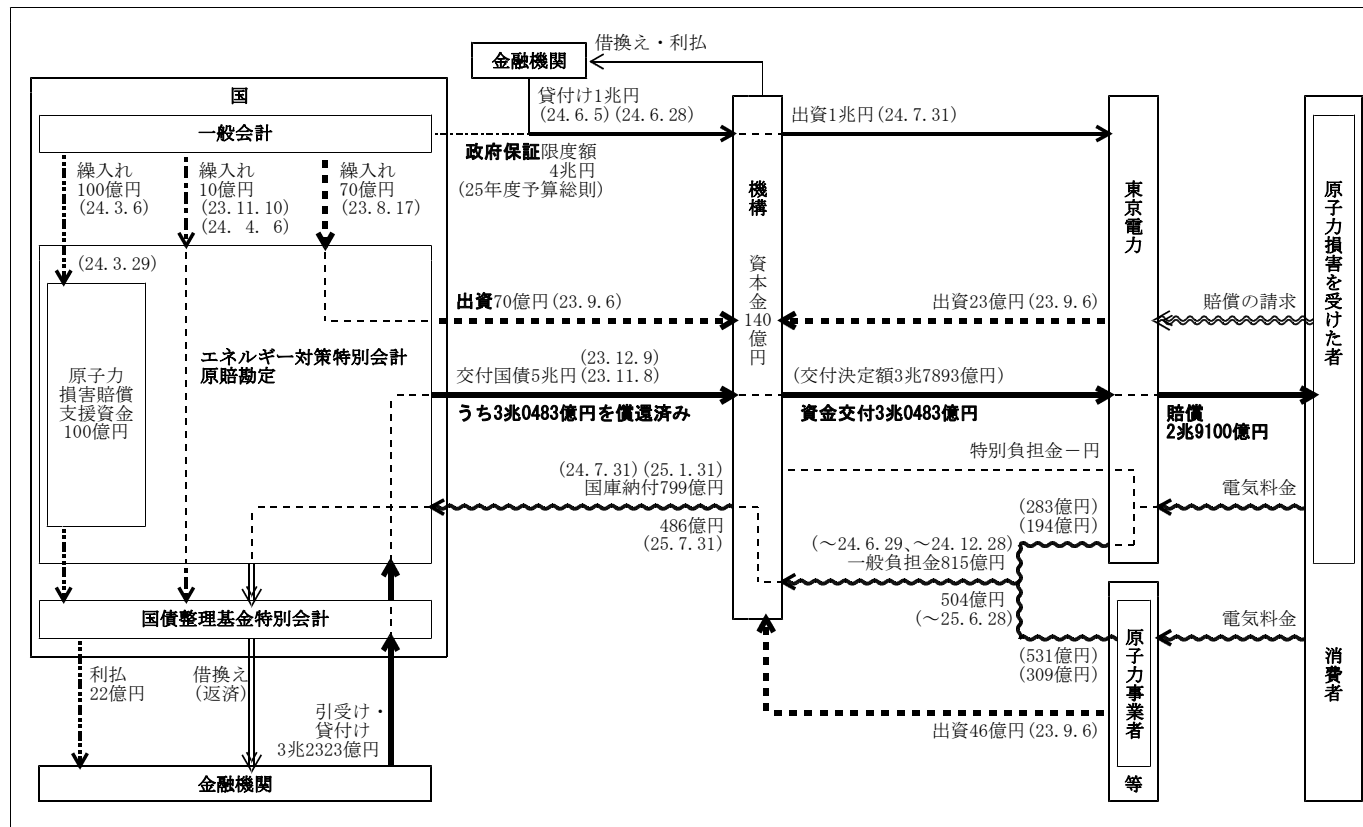 借換え・利払
金融機関
国
貸付け1兆円
(24.6.5)(24.6.28)
出資1兆円(24.7.31)
一般会計
政府保証限度額
4兆円
(25年度予算総則)
繰入れ
100億円
(24.3.6)
繰入れ
10億円
(23.11.10)
(24. 4. 6)
繰入れ
70億円
(23.8.17)
機構
資本金140億円
東京電力
原子力損害を受けた者
(24.3.29)
出資70億円(23.9.6)
出資23億円(23.9.6)
賠償の請求
エネルギー対策特別会計
原賠勘定
原子力
損害賠償
支援資金
100億円
(23.12.9)
交付国債5兆円(23.11.8)
うち3兆0483億円を償還済み
(交付決定額3兆7893億円)
資金交付3兆0483億円
賠償
2兆9100億円
特別負担金－円
(24.7.31)(25.1.31)
国庫納付799億円
486億円
(25.7.31)
電気料金
(283億円)
(194億円)
(～24.6.29、～24.12.28)
一般負担金815億円
504億円
(～25.6.28)
国債整理基金特別会計
電気料金
(531億円)
(309億円)
原子力事業者
等
消費者
利払
22億円
借換え
(返済)
引受け・
貸付け
3兆2323億円
出資46億円(23.9.6)
金融機関